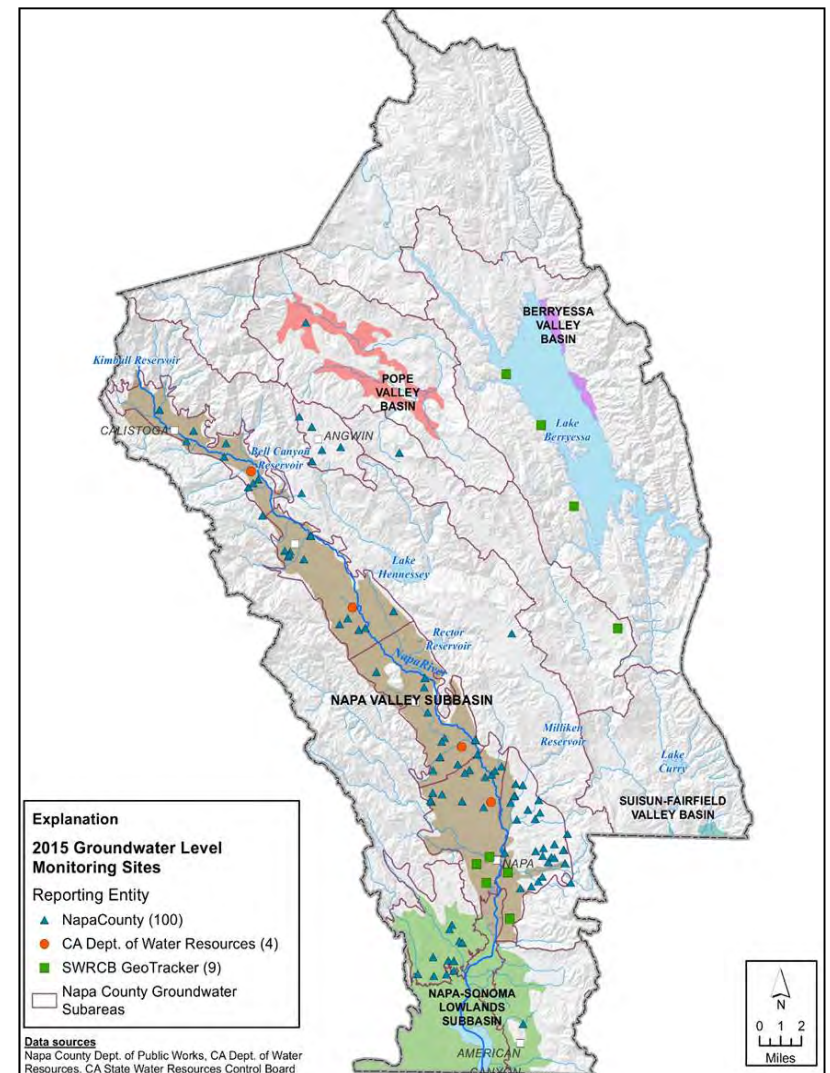 BERRYESSA
VALLEY
BASIN
Kimball Reservoir
POPE
VALLEY
BASIN
CALISTOGA
ANGWIN
Lake
Berryessa
Bell Canyon
Reservoir
Lake
Hennessey
Rector
Reservoir
Napa River
NAPA VALLEY SUBBASIN
Milliken
Reservoir
Lake
Curry
SUISUN-FAIRFIELD
VALLEY BASIN
NAPA
NAPA-SONOMA
LOWLANDS
SUBBASIN
AMERICAN
CANYON
Explanation
2015 Groundwater Level
Monitoring Sites
Reporting Entity
NapaCounty (100)
CA Dept. of Water Resources (4)
SWRCB GeoTracker (9)
Napa County Groundwater
Subareas
Data sources
Napa County Dept. of Public Works, CA Dept. of Water
Resources, CA State Water Resources Control Board
N
0 1 2
Miles